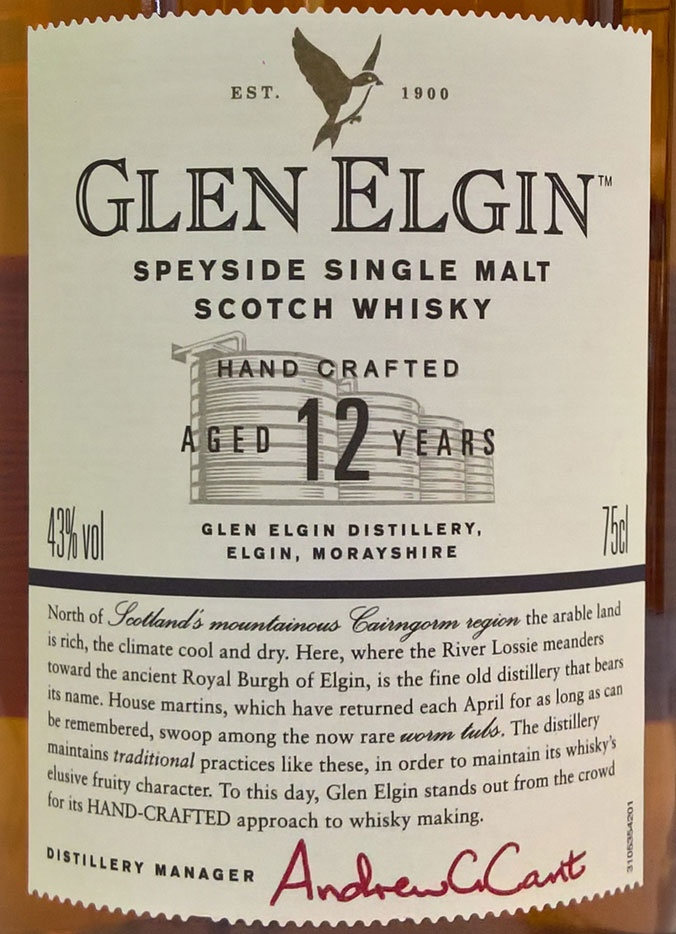 EST. 1900
GLEN ELGIN™
SPEYSIDE SINGLE MALT
SCOTCH WHISKY
HAND CRAFTED
AGED 12 YEARS
43% vol
GLEN ELGIN DISTILLERY,
ELGIN, MORAYSHIRE
75cl
North of Scotland's mountainous Cairngorm region the arable land
is rich, the climate cool and dry. Here, where the River Lossie meanders
toward the ancient Royal Burgh of Elgin, is the fine old distillery that bears
its name. House martins, which have returned each April for as long as can
be remembered, swoop among the now rare worm tubs. The distillery
maintains traditional practices like these, in order to maintain its whisky's
elusive fruity character. To this day, Glen Elgin stands out from the crowd
for its HAND-CRAFTED approach to whisky making.
DISTILLERY MANAGER Andrew C. Cant
3105354201